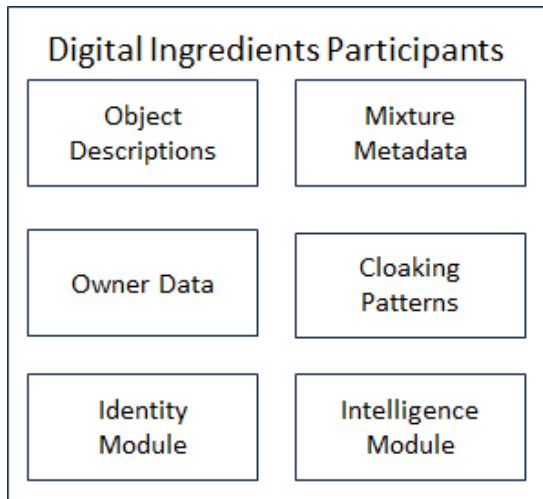 Digital Ingredients Participants
Object
Descriptions
Mixture
Metadata
Owner Data
Cloaking
Patterns
Identity
Module
Intelligence
Module